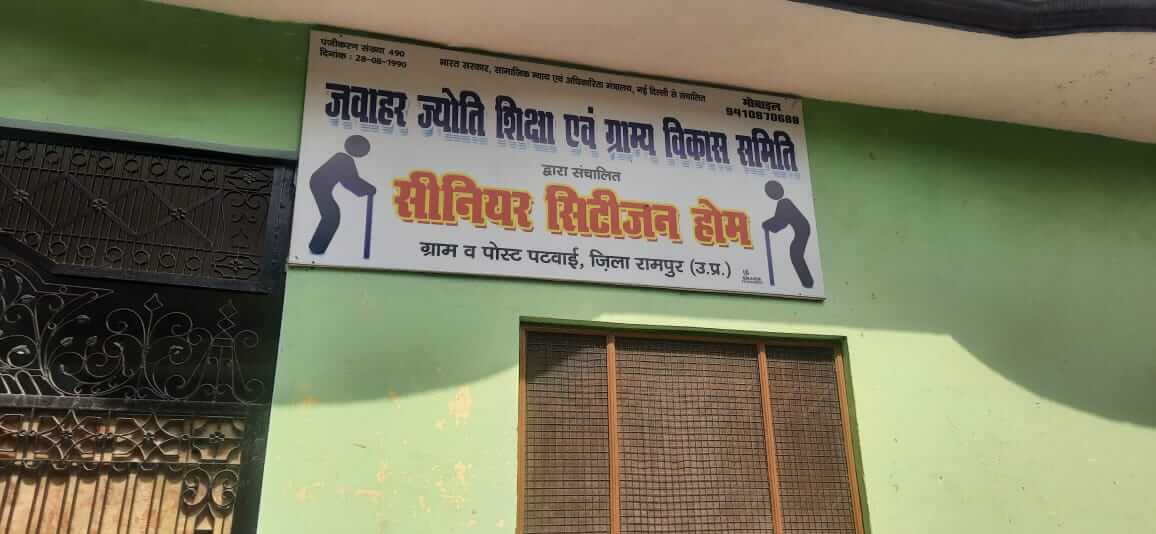 पंजीकरण संख्या 490
दिनांक : 28-08-1990
भारत सरकार, सामाजिक न्याय एवं अधिकारिता मंत्रालय, नई दिल्ली से संचालित
मोबाइल
9410870688
जवाहर ज्योति शिक्षा एवं ग्राम्य विकास समिति
द्वारा संचालित
सीनियर सिटीजन होम
ग्राम व पोस्ट पटवाई, ज़िला रामपुर (उ.प्र.)